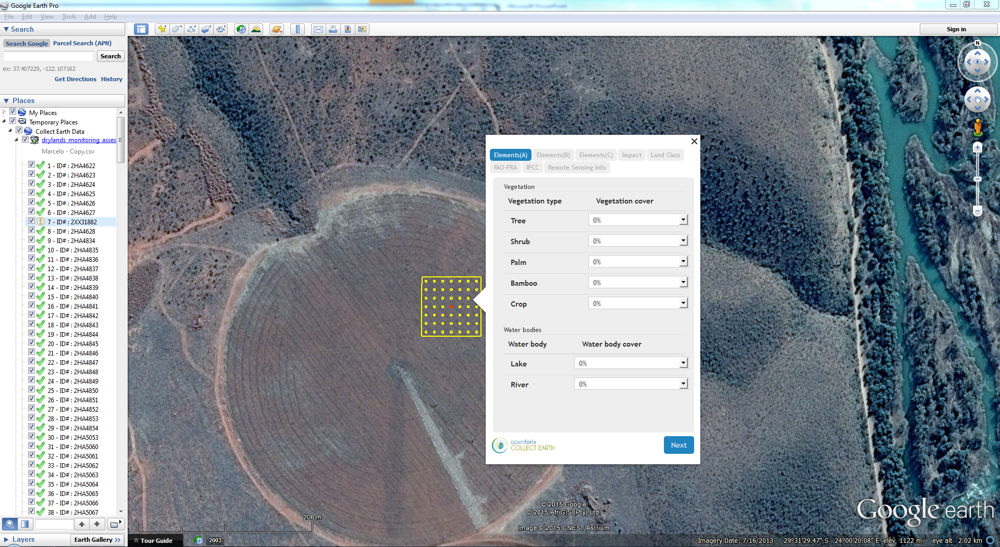 Google Earth Pro
Microsoft PowerPoint
File Edit View Tools Add Help
Search
Search Google Parcel Search (APN)
Search
ex: 37.407229, -122.107162
Get Directions History
Places
My Places
Temporary Places
Collect Earth Data
drylands_monitoring_asses
Marcelo - Copy.csv
1 - ID# : 2HA4622
2 - ID# : 2HA4623
3 - ID# : 2HA4624
4 - ID# : 2HA4625
5 - ID# : 2HA4626
6 - ID# : 2HA4627
7 - ID# : 2XX31882
8 - ID# : 2HA4628
9 - ID# : 2HA4834
10 - ID# : 2HA4835
11 - ID# : 2HA4836
12 - ID# : 2HA4837
13 - ID# : 2HA4838
14 - ID# : 2HA4839
15 - ID# : 2HA4840
16 - ID# : 2HA4841
17 - ID# : 2HA4842
18 - ID# : 2HA4843
19 - ID# : 2HA4844
20 - ID# : 2HA4845
21 - ID# : 2HA4846
22 - ID# : 2HA4847
23 - ID# : 2HA4848
24 - ID# : 2HA4849
25 - ID# : 2HA4850
26 - ID# : 2HA4851
27 - ID# : 2HA4852
28 - ID# : 2HA4853
29 - ID# : 2HA4854
30 - ID# : 2HA5053
31 - ID# : 2HA5060
32 - ID# : 2HA5061
33 - ID# : 2HA5062
34 - ID# : 2HA5063
35 - ID# : 2HA5064
36 - ID# : 2HA5065
37 - ID# : 2HA5066
38 - ID# : 2HA5067
Layers
Earth Gallery >>
Sign in
N
Elements(A) Elements(B) Elements(C) Impact Land Class
FAO-FRA IPCC Remote Sensing Info
Vegetation
Vegetation type Vegetation cover
Tree 0%
Shrub 0%
Palm 0%
Bamboo 0%
Crop 0%
Water bodies
Water body Water body cover
Lake 0%
River 0%
openforis
COLLECT EARTH
Next
206 m
© 2015 Google
© 2015 AfriGIS (Pty) Ltd.
Image © 2015 CNES / Astrium
Google earth
Tour Guide
2003
Imagery Date: 7/16/2013 29°31'29.47" S 24°00'20.08" E elev 1122 m eye alt 2.02 km